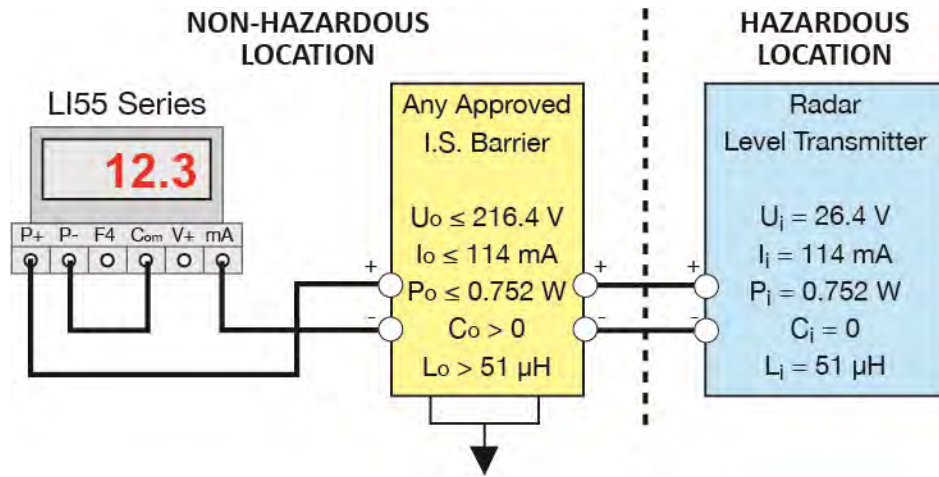 NON-HAZARDOUS
LOCATION
HAZARDOUS
LOCATION
LI55 Series
12.3
P+ P- F4 Com V+ mA
Any Approved
I.S. Barrier
Uo ≤ 216.4 V
Io ≤ 114 mA
Po ≤ 0.752 W
Co > 0
Lo > 51 µH
+
-
+
-
Radar
Level Transmitter
Ui = 26.4 V
Ii = 114 mA
Pi = 0.752 W
Ci = 0
Li = 51 µH
+
-